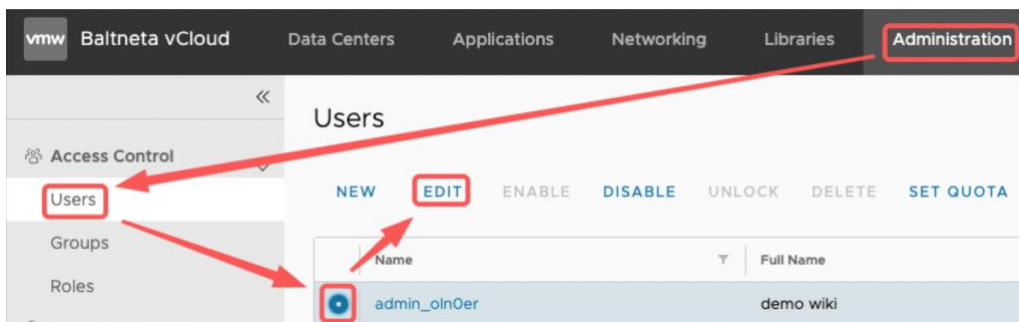 vmw Baltneta vCloud Data Centers Applications Networking Libraries Administration
Users
Access Control
Users
NEW EDIT ENABLE DISABLE UNLOCK DELETE SET QUOTA
Groups
Name Full Name
Roles
admin_oln0er demo wiki